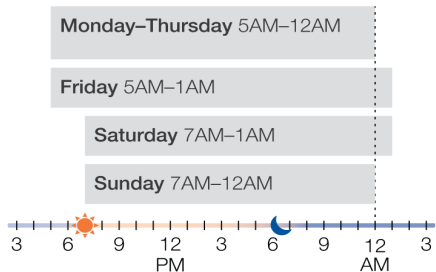 Monday–Thursday 5AM–12AM
Friday 5AM–1AM
Saturday 7AM–1AM
Sunday 7AM–12AM
3 6 9 12 3 6 9 12 3
PM AM